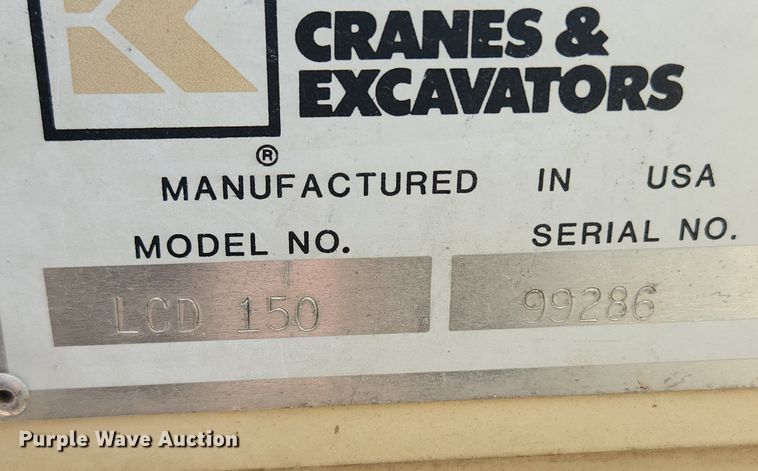 CRANES &
EXCAVATORS
®
MANUFACTURED IN USA
MODEL NO. SERIAL NO.
LCD 150 99286
Purple Wave Auction